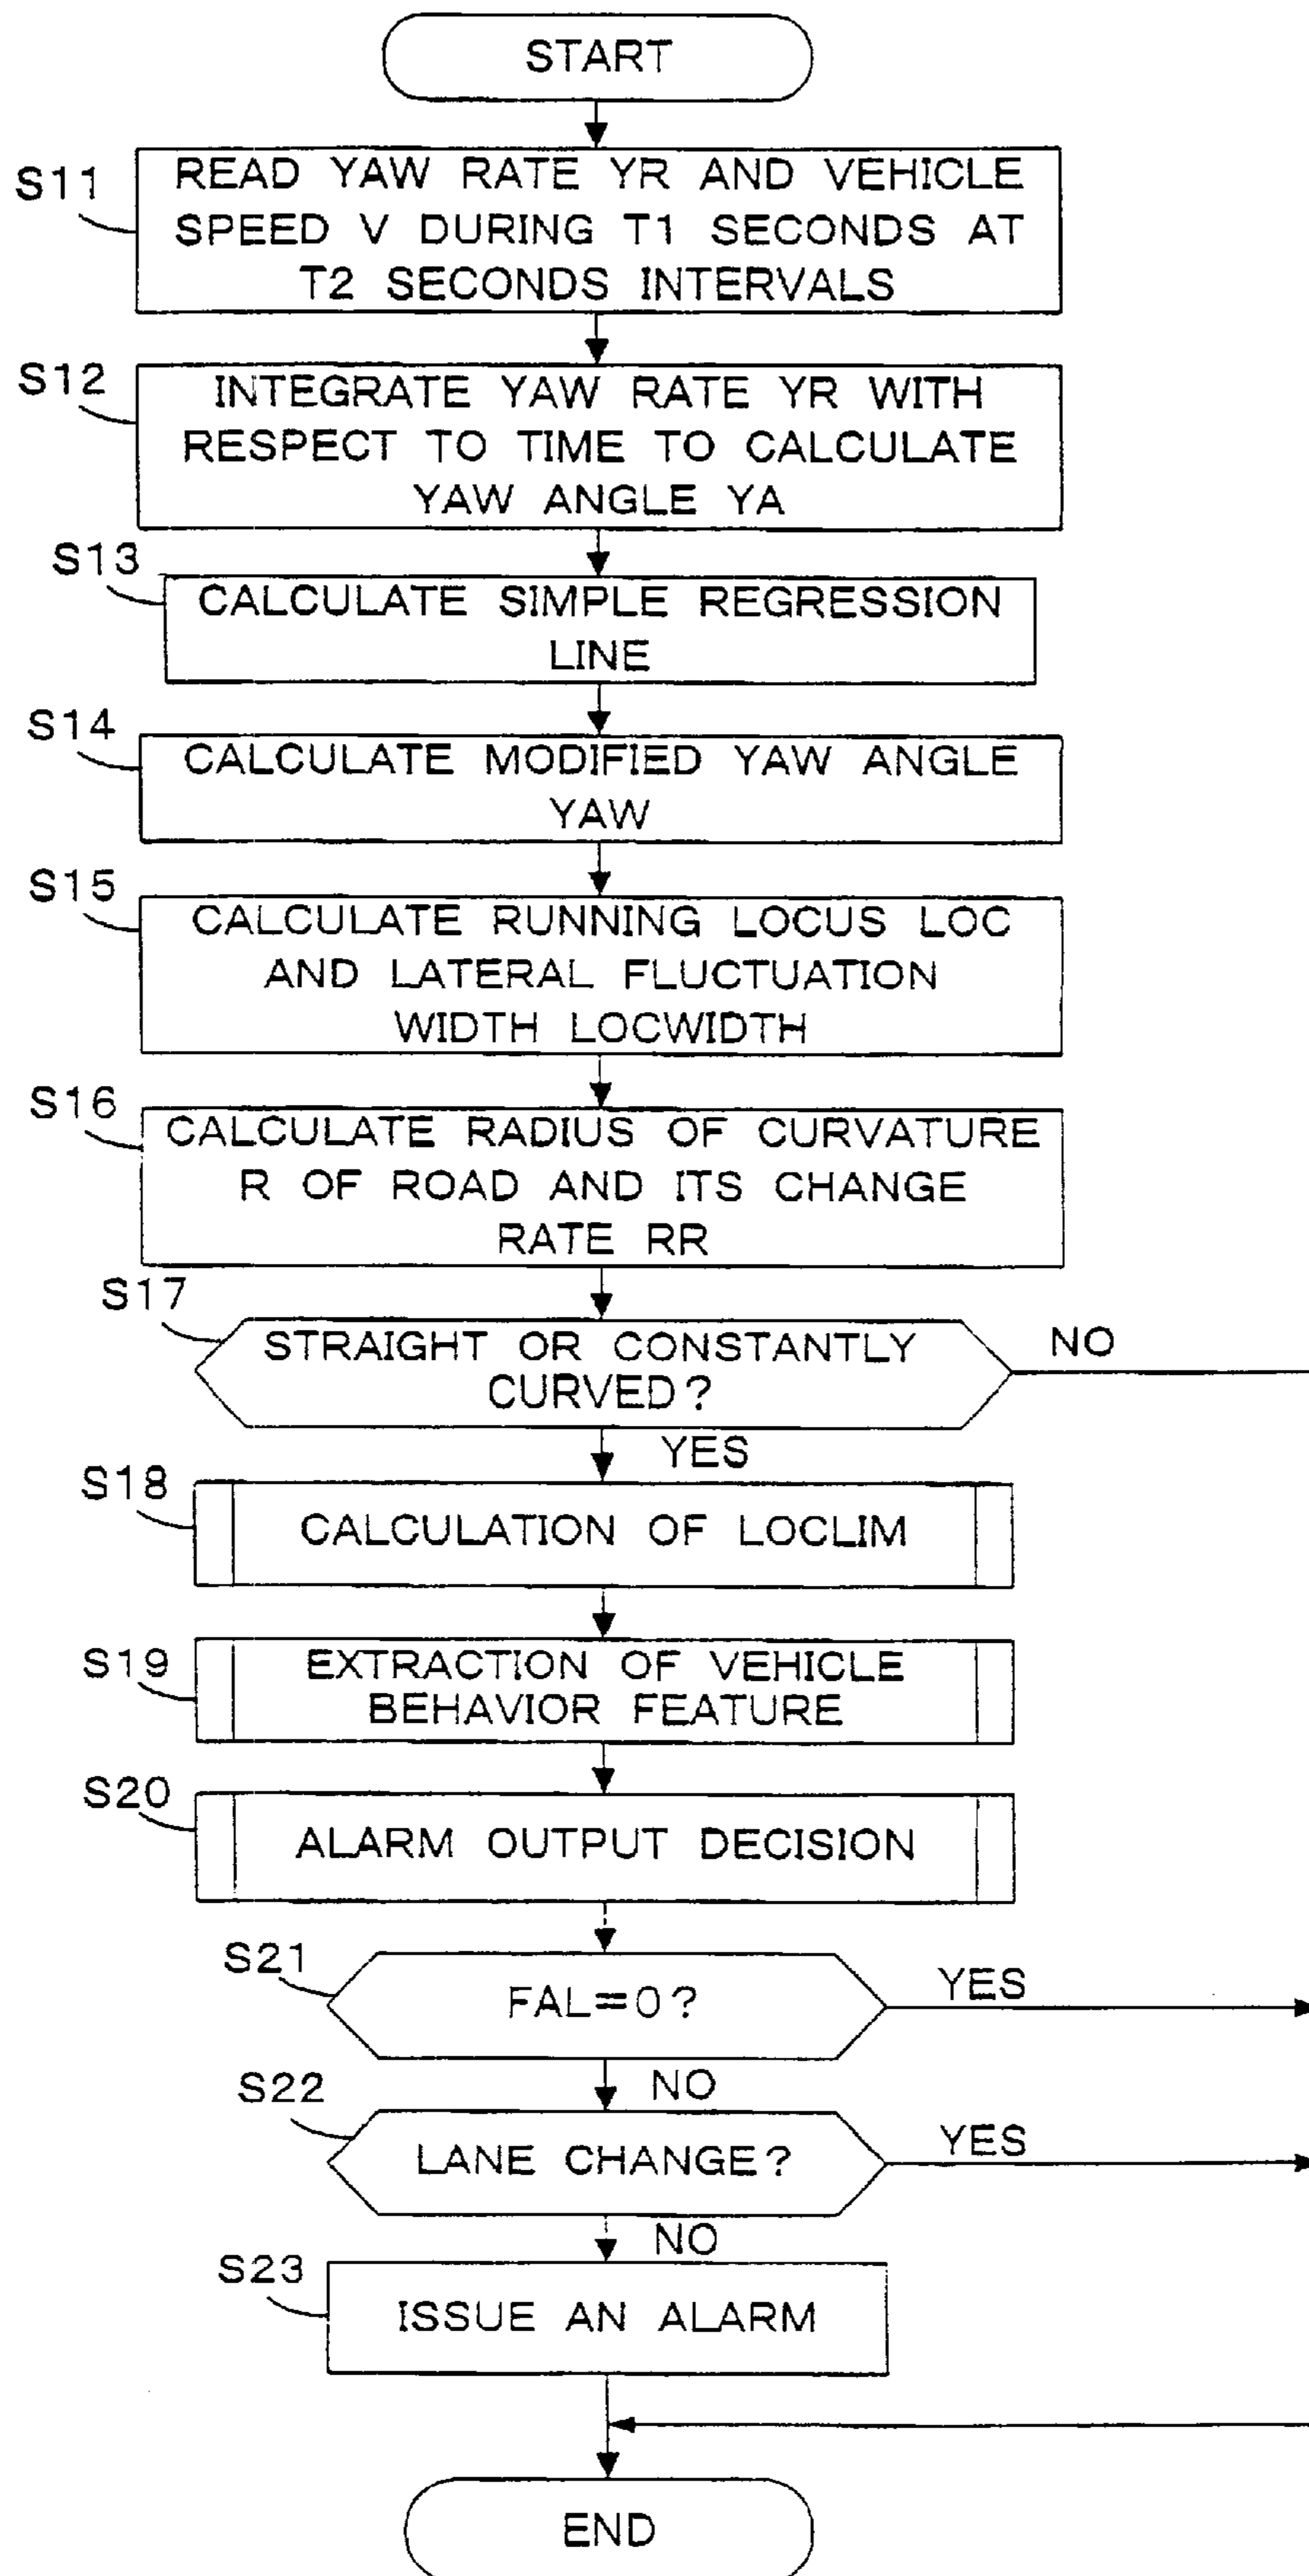 START
S11
READ YAW RATE YR AND VEHICLE
SPEED V DURING T1 SECONDS AT
T2 SECONDS INTERVALS
S12
INTEGRATE YAW RATE YR WITH
RESPECT TO TIME TO CALCULATE
YAW ANGLE YA
S13
CALCULATE SIMPLE REGRESSION
LINE
S14
CALCULATE MODIFIED YAW ANGLE
YAW
S15
CALCULATE RUNNING LOCUS LOC
AND LATERAL FLUCTUATION
WIDTH LOCWIDTH
S16
CALCULATE RADIUS OF CURVATURE
R OF ROAD AND ITS CHANGE
RATE RR
S17
STRAIGHT OR CONSTANTLY
CURVED?
NO
YES
S18
CALCULATION OF LOCLIM
S19
EXTRACTION OF VEHICLE
BEHAVIOR FEATURE
S20
ALARM OUTPUT DECISION
S21
FAL=0?
YES
NO
S22
LANE CHANGE?
YES
NO
S23
ISSUE AN ALARM
END